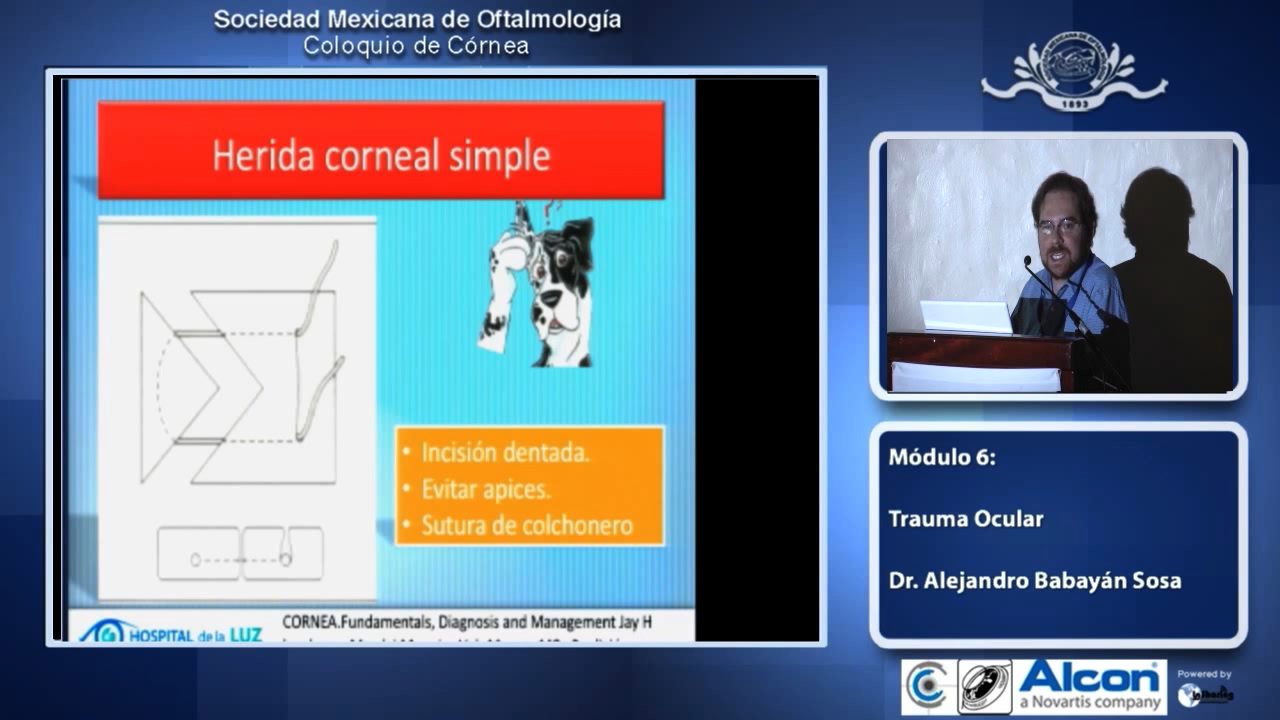 Sociedad Mexicana de Oftalmología
Coloquio de Córnea
1893
Herida corneal simple
• Incisión dentada.
• Evitar apices.
• Sutura de colchonero
HOSPITAL de la LUZ
CORNEA.Fundamentals, Diagnosis and Management Jay H
Módulo 6:
Trauma Ocular
Dr. Alejandro Babayán Sosa
Alcon
a Novartis company
Powered by